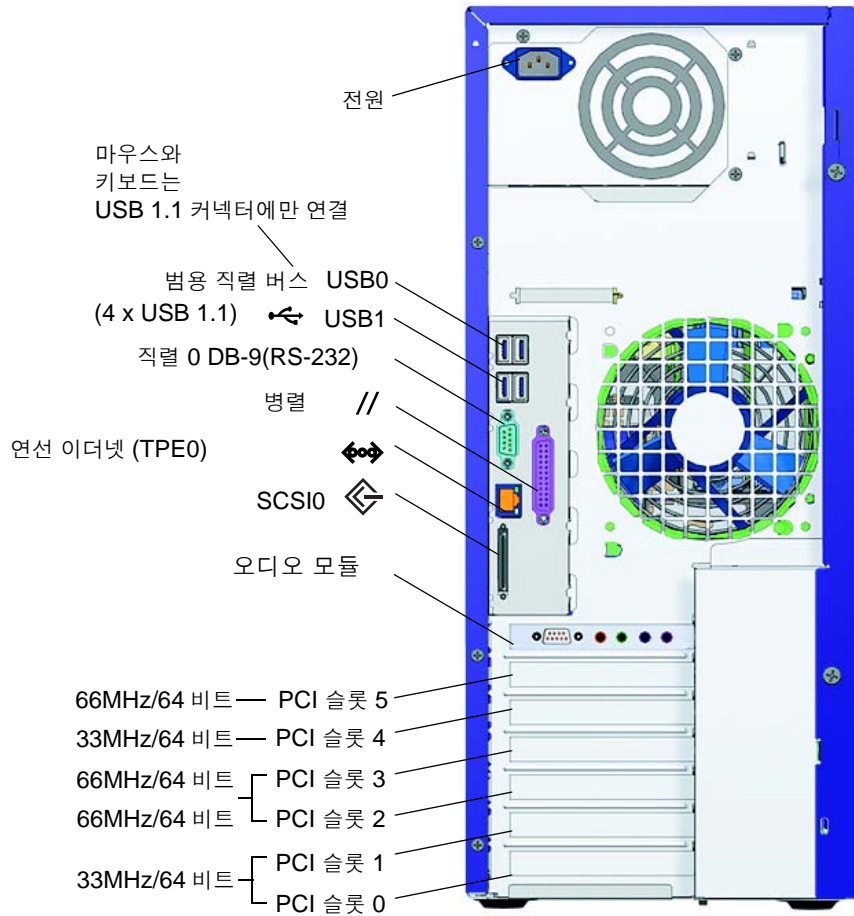 전원
마우스와
키보드는
USB 1.1 커넥터에만 연결
범용 직렬 버스 USB0
(4 x USB 1.1) USB1
직렬 0 DB-9(RS-232)
병렬 //
연선 이더넷 (TPE0)
SCSI0
오디오 모듈
66MHz/64 비트 PCI 슬롯 5
33MHz/64 비트 PCI 슬롯 4
66MHz/64 비트 PCI 슬롯 3
66MHz/64 비트 PCI 슬롯 2
PCI 슬롯 1
33MHz/64 비트
PCI 슬롯 0